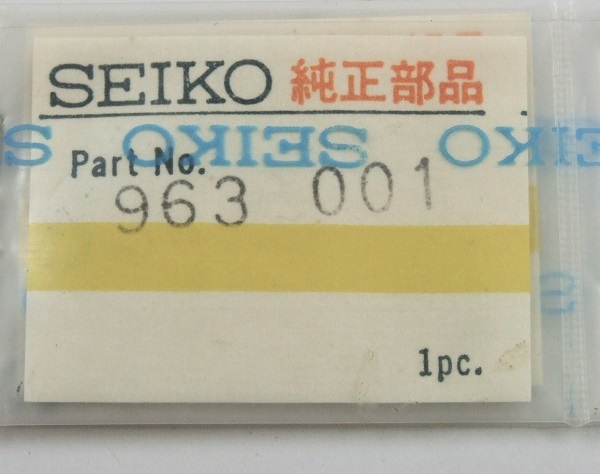 SEIKO 純正部品
SEIKO SEIKO
Part No.
963 001
1pc.